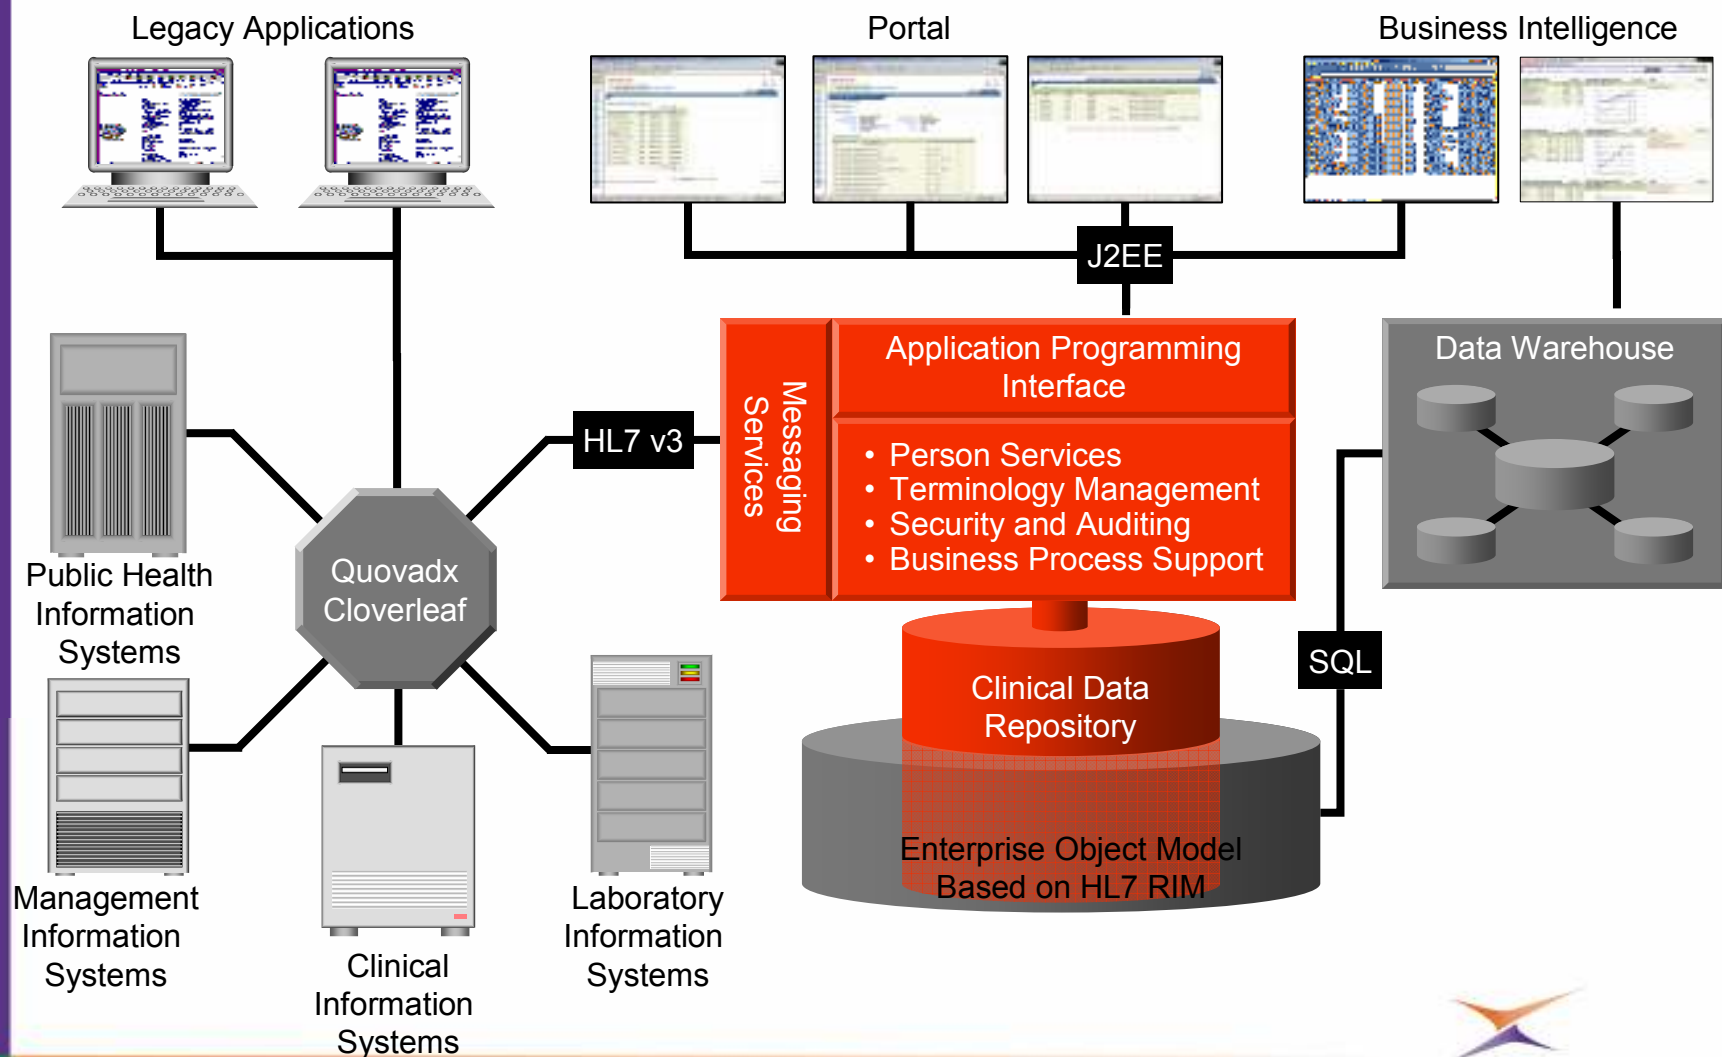 Legacy Applications
Portal
Business Intelligence
J2EE
Application Programming
Interface
Data Warehouse
Messaging
Services
HL7 v3
• Person Services
• Terminology Management
• Security and Auditing
• Business Process Support
Public Health
Information
Systems
Quovadx
Cloverleaf
SQL
Clinical Data
Repository
Enterprise Object Model
Based on HL7 RIM
Management
Information
Systems
Clinical
Information
Systems
Laboratory
Information
Systems